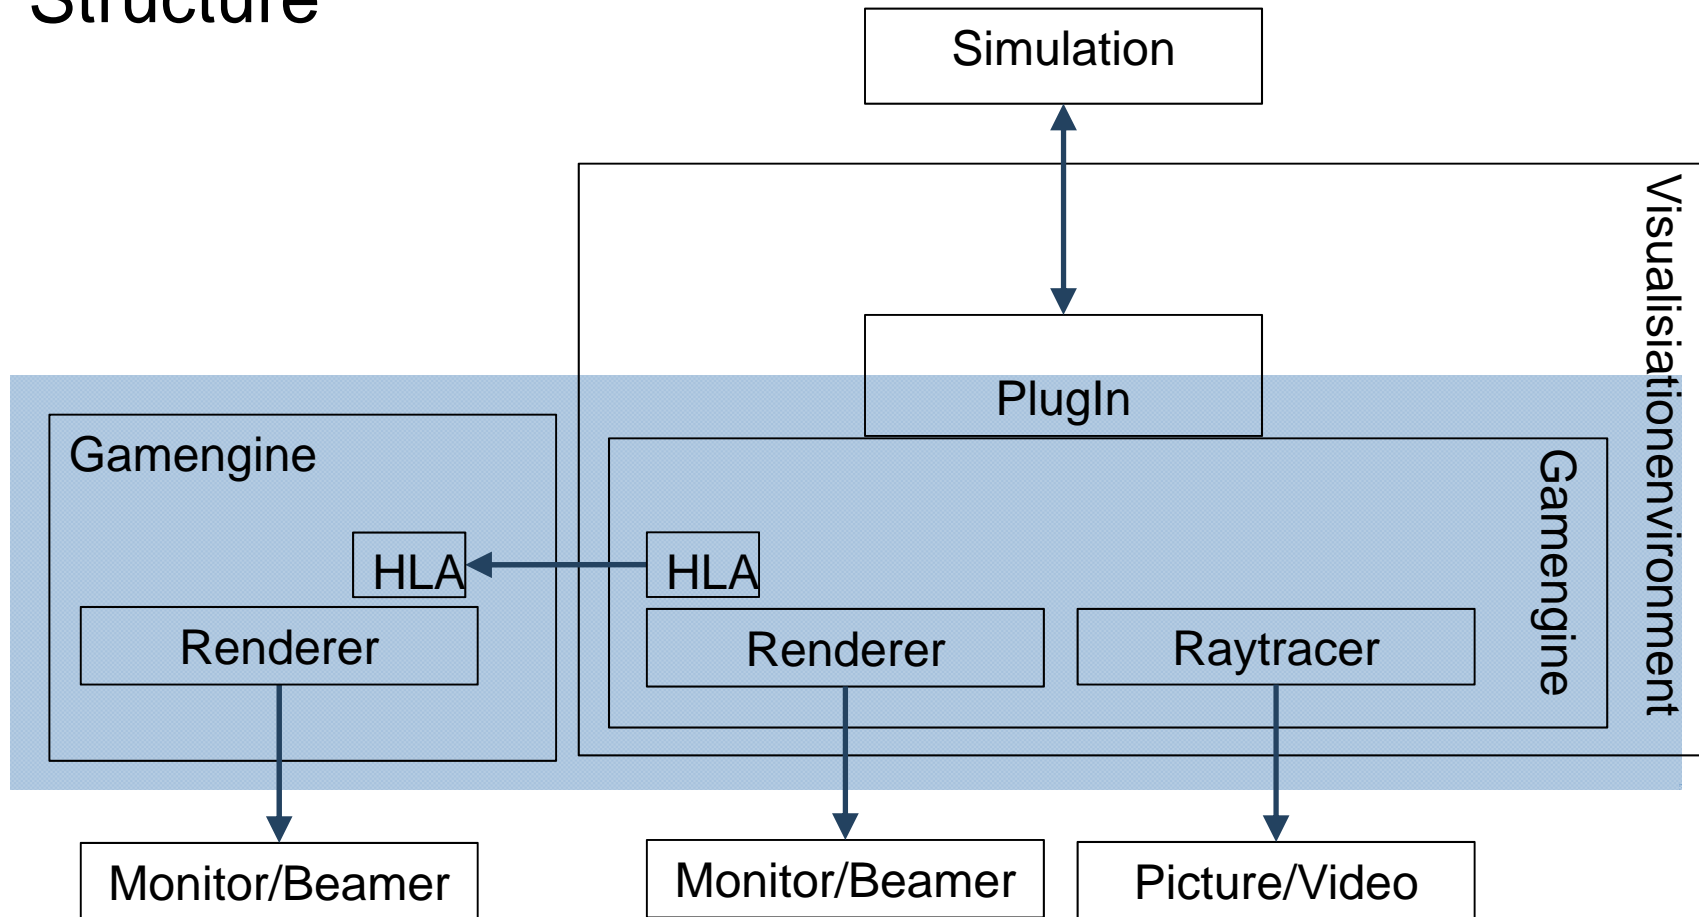 Structure
Simulation
Visualisiationenvironment
PlugIn
Gamengine
Gamengine
HLA
HLA
Renderer
Renderer
Raytracer
Monitor/Beamer
Monitor/Beamer
Picture/Video